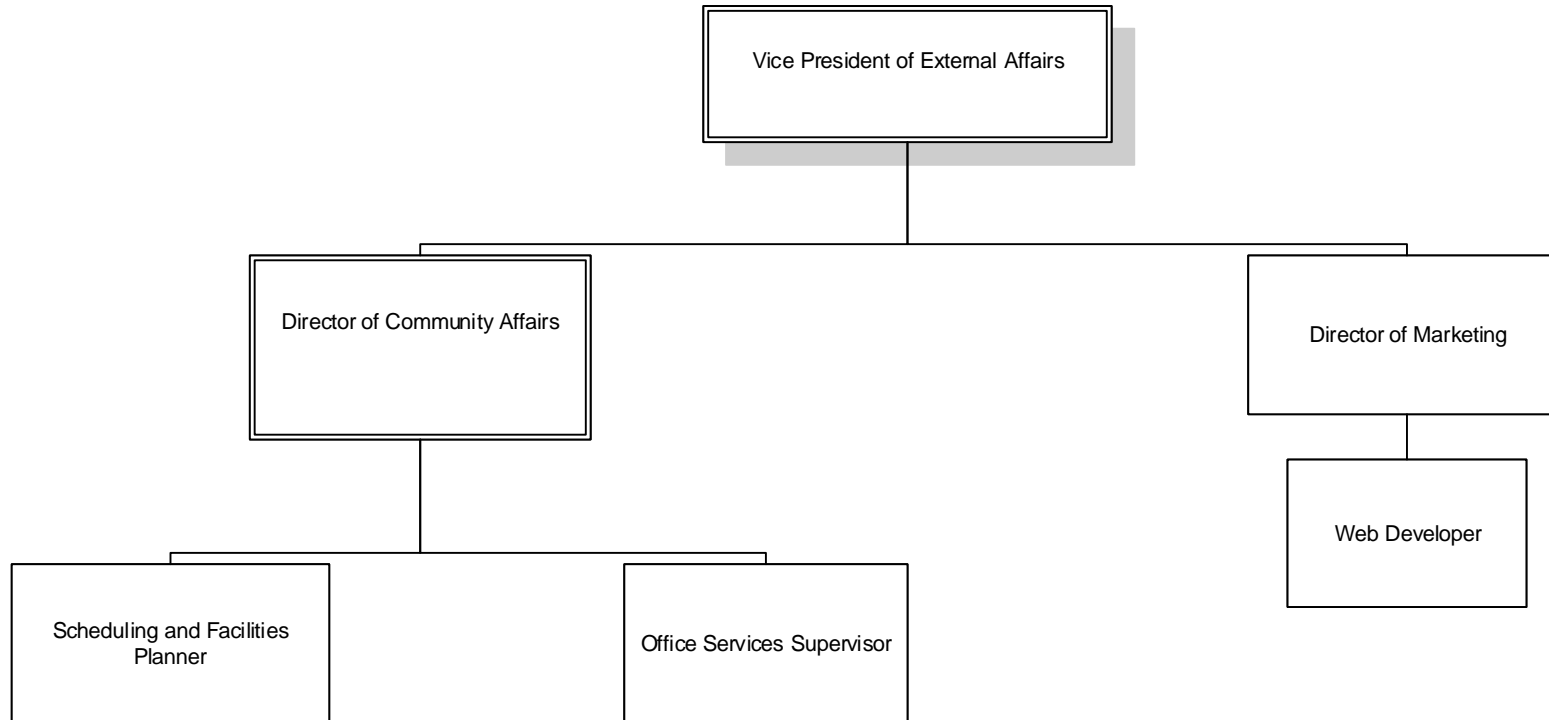 Vice President of External Affairs
Director of Community Affairs
Director of Marketing
Web Developer
Scheduling and Facilities
Planner
Office Services Supervisor